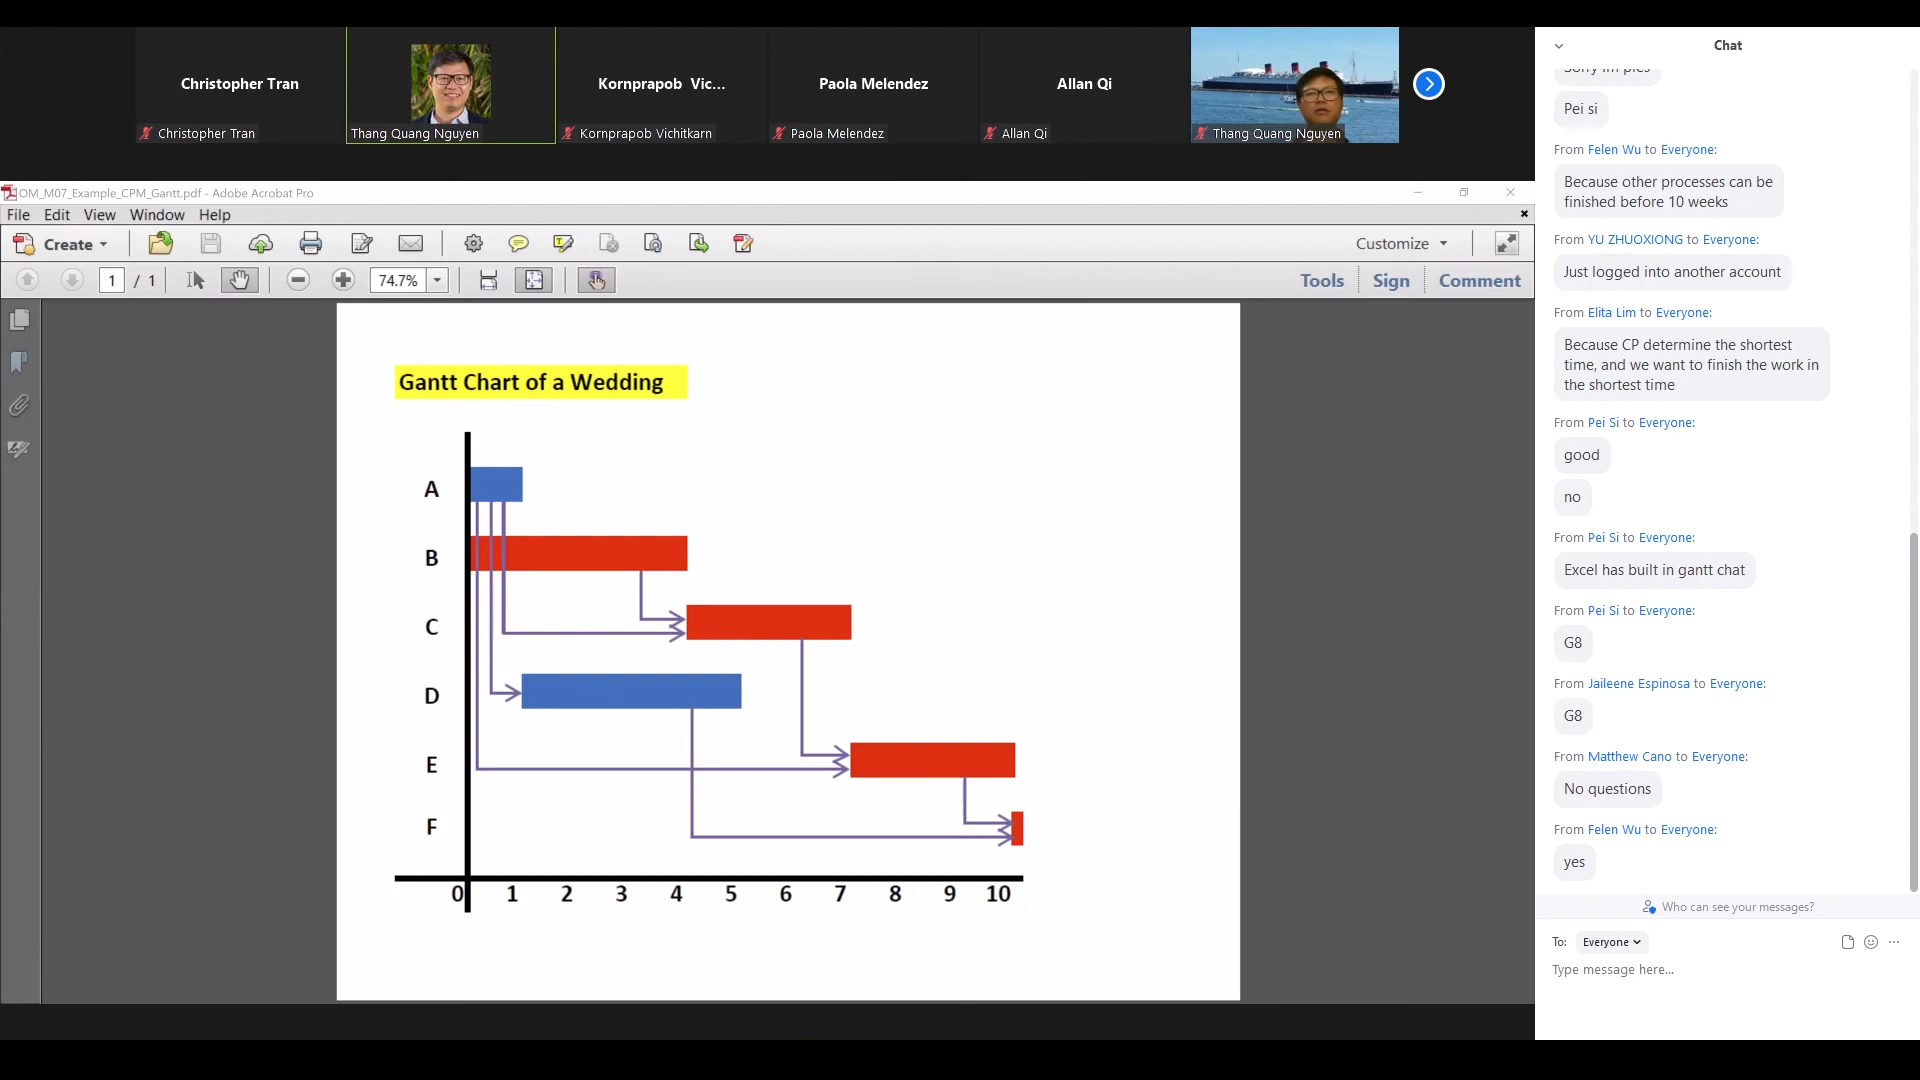 Christopher Tran
Christopher Tran
Thang Quang Nguyen
Kornprapob Vic...
Kornprapob Vichitkarn
Paola Melendez
Paola Melendez
Allan Qi
Allan Qi
Thang Quang Nguyen
OM_M07_Example_CPM_Gantt.pdf - Adobe Acrobat Pro
File Edit View Window Help
Create
Customize
1 / 1
74.7%
Tools Sign Comment
Gantt Chart of a Wedding
A
B
C
D
E
F
0 1 2 3 4 5 6 7 8 9 10
Chat
Sorry im pics
Pei si
From Felen Wu to Everyone:
Because other processes can be
finished before 10 weeks
From YU ZHUOXIONG to Everyone:
Just logged into another account
From Elita Lim to Everyone:
Because CP determine the shortest
time, and we want to finish the work in
the shortest time
From Pei Si to Everyone:
good
no
From Pei Si to Everyone:
Excel has built in gantt chat
From Pei Si to Everyone:
G8
From Jaileene Espinosa to Everyone:
G8
From Matthew Cano to Everyone:
No questions
From Felen Wu to Everyone:
yes
Who can see your messages?
To: Everyone
Type message here...